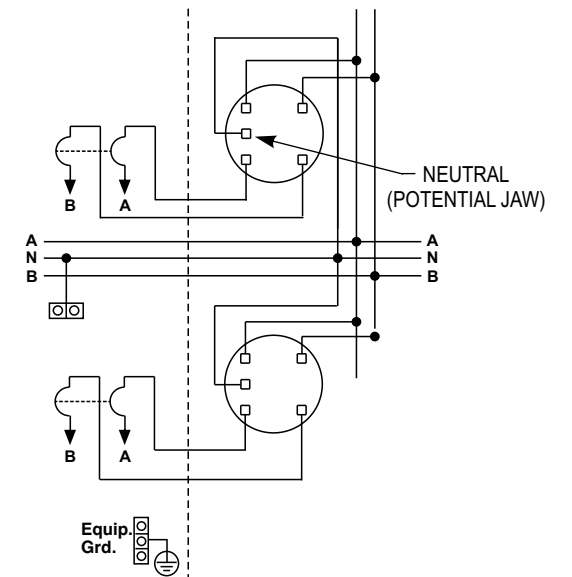 NEUTRAL
(POTENTIAL JAW)
B A
A A
N N
B B
B A
Equip.
Grd.